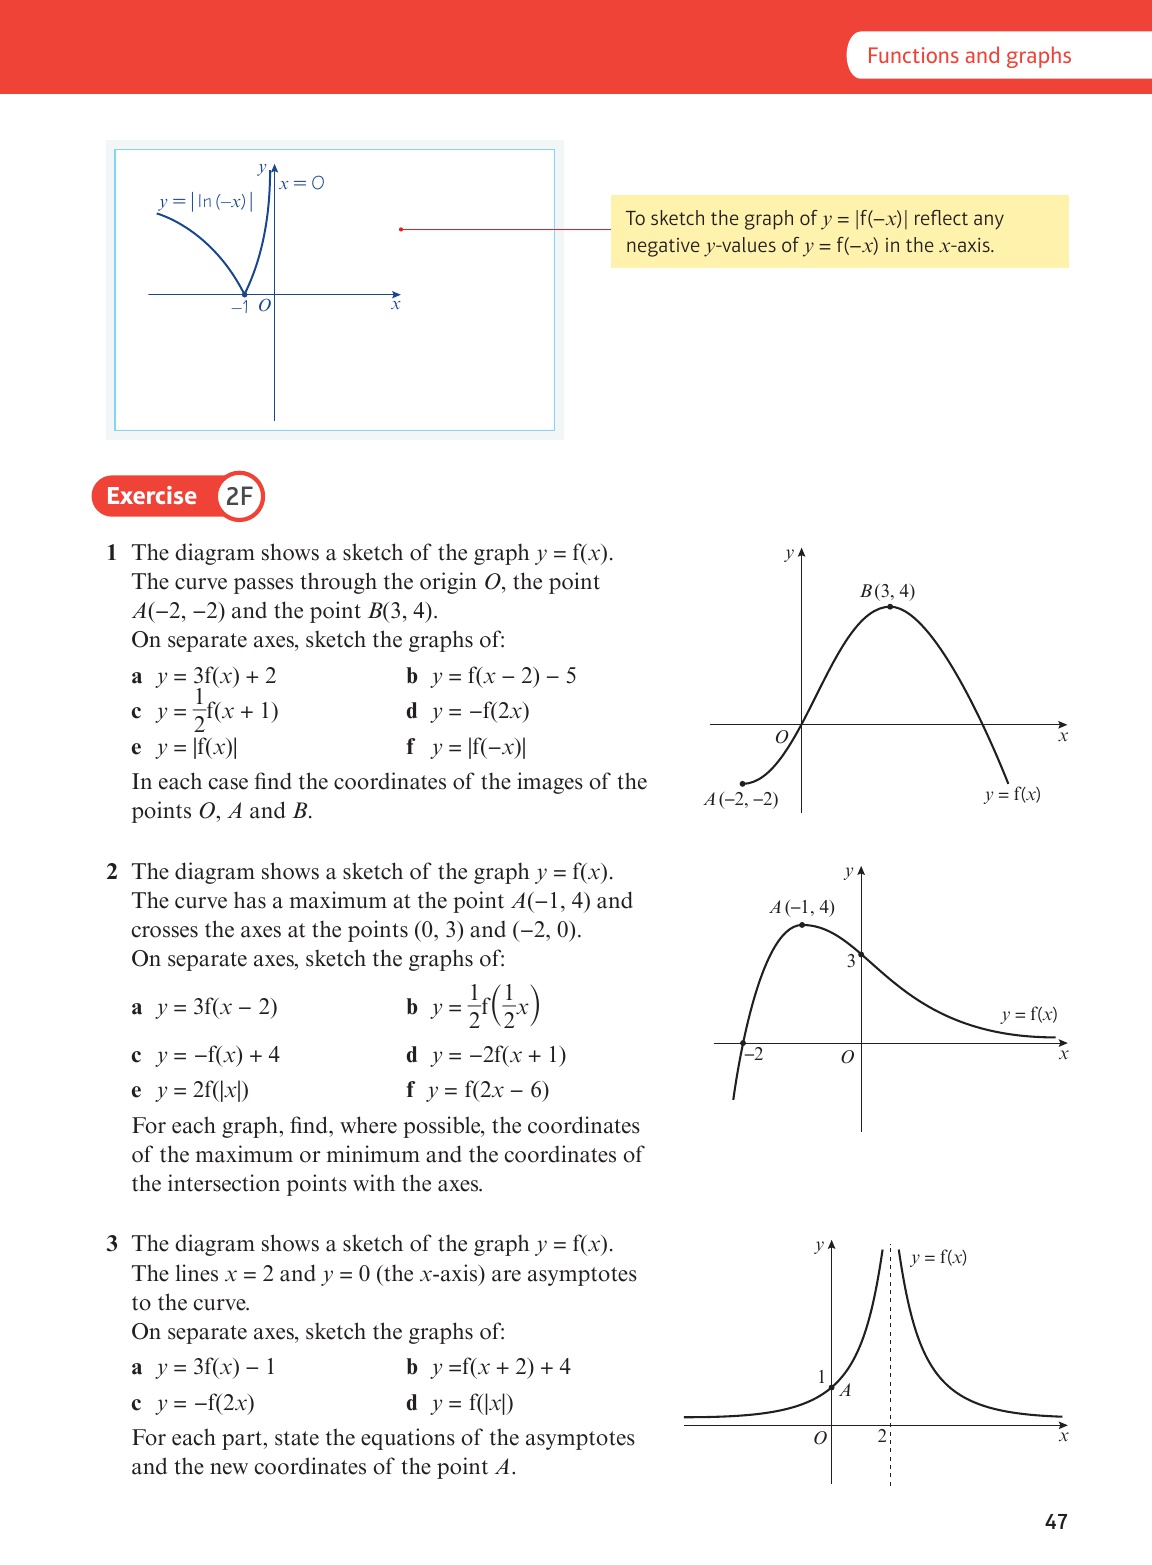 Functions and graphs
y
x = 0
y = |ln (–x)|
–1 O
x
To sketch the graph of y = |f(–x)| reflect any
negative y-values of y = f(–x) in the x-axis.
Exercise 2F
1 The diagram shows a sketch of the graph y = f(x).
The curve passes through the origin O, the point
A(−2, −2) and the point B(3, 4).
On separate axes, sketch the graphs of:
a y = 3f(x) + 2 b y = f(x − 2) − 5
c y = 1/2 f(x + 1) d y = −f(2x)
e y = |f(x)| f y = |f(−x)|
In each case find the coordinates of the images of the
points O, A and B.
y
B(3, 4)
O
x
A(–2, –2)
y = f(x)
2 The diagram shows a sketch of the graph y = f(x).
The curve has a maximum at the point A(−1, 4) and
crosses the axes at the points (0, 3) and (−2, 0).
On separate axes, sketch the graphs of:
a y = 3f(x − 2) b y = 1/2 f(1/2 x)
c y = −f(x) + 4 d y = −2f(x + 1)
e y = 2f(|x|) f y = f(2x − 6)
For each graph, find, where possible, the coordinates
of the maximum or minimum and the coordinates of
the intersection points with the axes.
y
A(–1, 4)
3
y = f(x)
–2 O x
3 The diagram shows a sketch of the graph y = f(x).
The lines x = 2 and y = 0 (the x-axis) are asymptotes
to the curve.
On separate axes, sketch the graphs of:
a y = 3f(x) − 1 b y =f(x + 2) + 4
c y = −f(2x) d y = f(|x|)
For each part, state the equations of the asymptotes
and the new coordinates of the point A.
y
y = f(x)
1
A
O 2 x
47